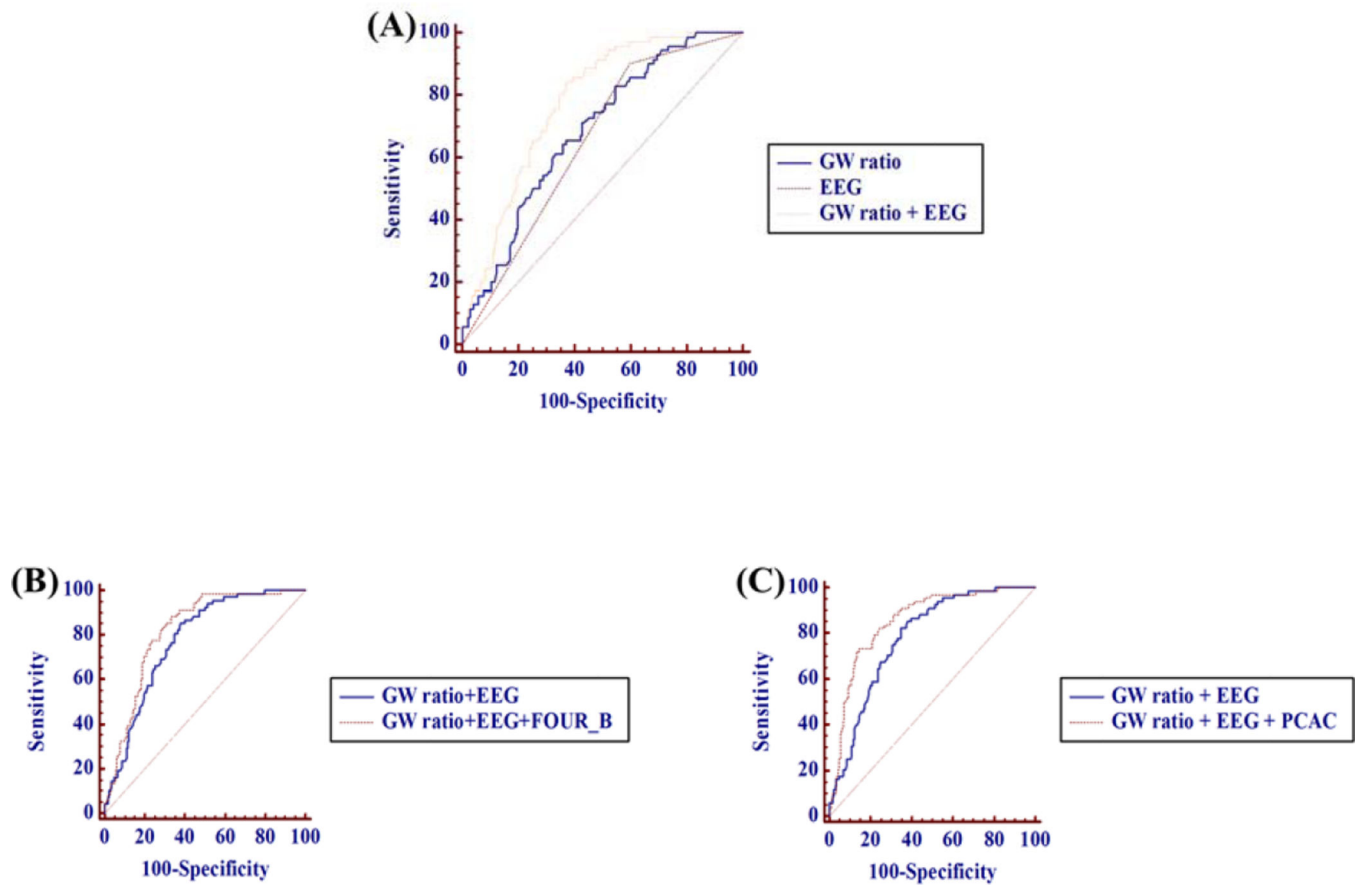 (A)
100
80
60
40
20
0
Sensitivity
0 20 40 60 80 100
100-Specificity
GW ratio
EEG
GW ratio + EEG
(B)
100
80
60
40
20
0
Sensitivity
0 20 40 60 80 100
100-Specificity
GW ratio+EEG
GW ratio+EEG+FOUR_B
(C)
100
80
60
40
20
0
Sensitivity
0 20 40 60 80 100
100-Specificity
GW ratio + EEG
GW ratio + EEG + PCAC